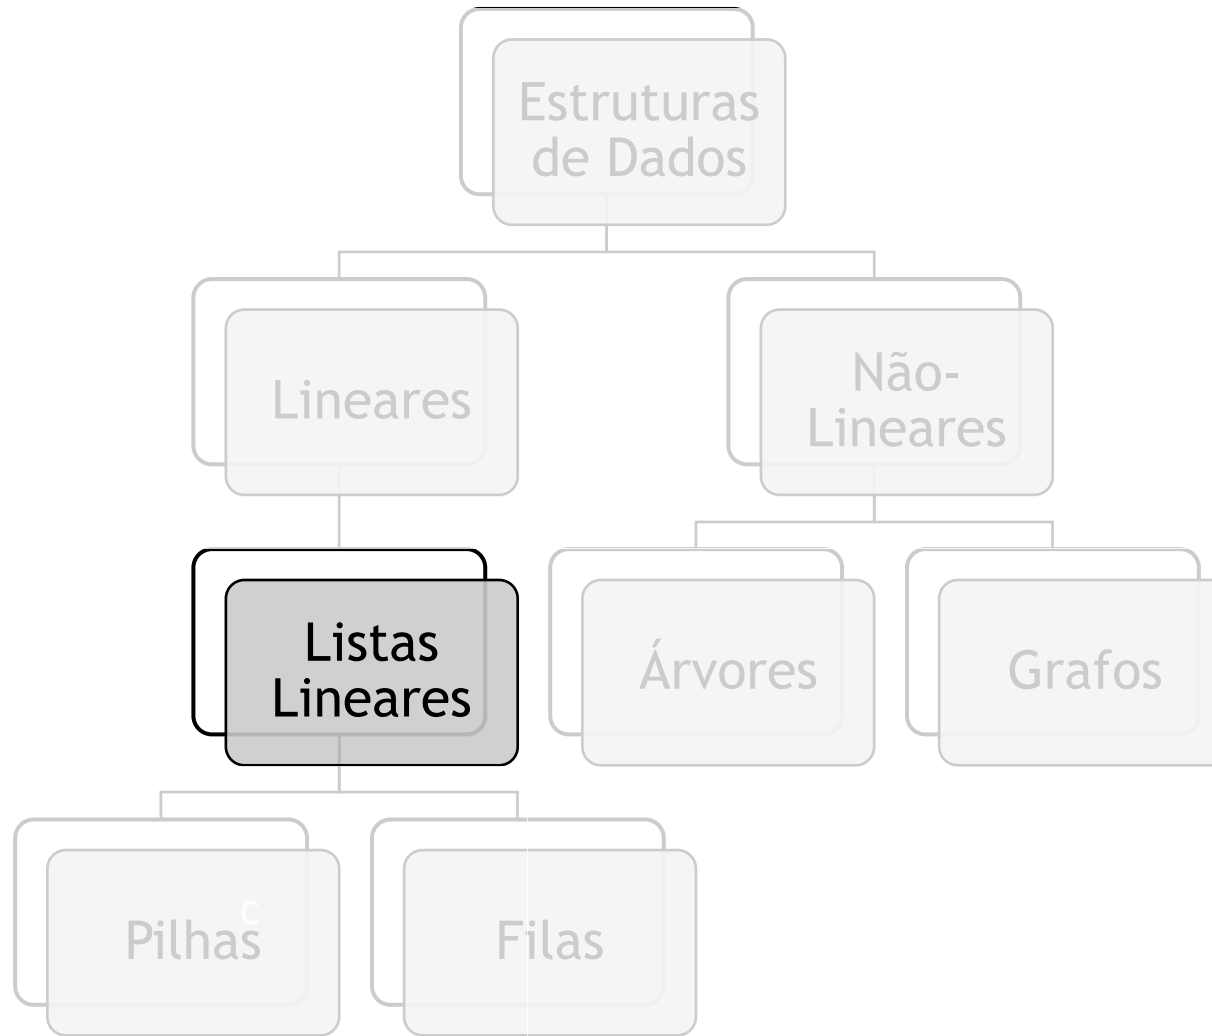 Estruturas
de Dados
Lineares
Não-
Lineares
Listas
Lineares
Árvores
Grafos
c
Pilhas
Filas